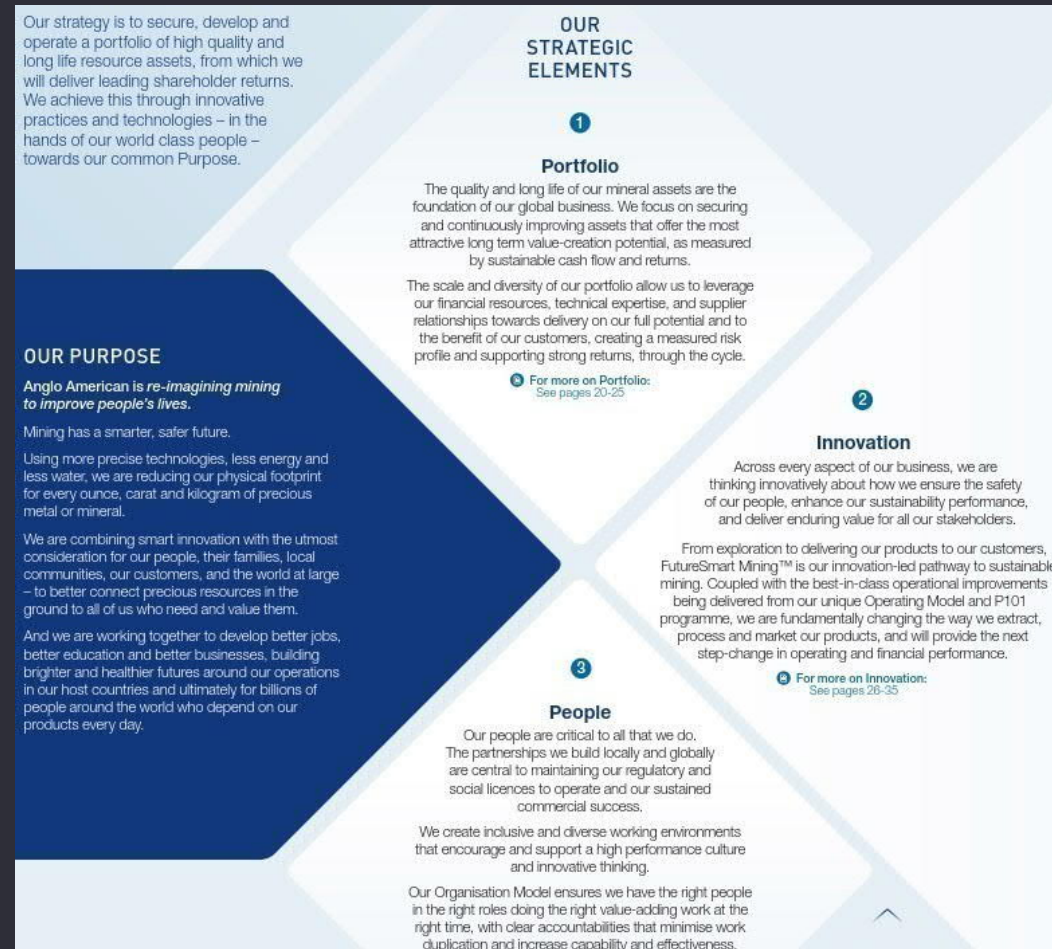 Our strategy is to secure, develop and
operate a portfolio of high quality and
long life resource assets, from which we
will deliver leading shareholder returns.
We achieve this through innovative
practices and technologies – in the
hands of our world class people –
towards our common Purpose.
OUR
STRATEGIC
ELEMENTS
1
Portfolio
The quality and long life of our mineral assets are the
foundation of our global business. We focus on securing
and continuously improving assets that offer the most
attractive long term value-creation potential, as measured
by sustainable cash flow and returns.
The scale and diversity of our portfolio allow us to leverage
our financial resources, technical expertise, and supplier
relationships towards delivery on our full potential and to
the benefit of our customers, creating a measured risk
profile and supporting strong returns, through the cycle.
For more on Portfolio:
See pages 20-25
OUR PURPOSE
Anglo American is re-imagining mining
to improve people's lives.
Mining has a smarter, safer future.
Using more precise technologies, less energy and
less water, we are reducing our physical footprint
for every ounce, carat and kilogram of precious
metal or mineral.
We are combining smart innovation with the utmost
consideration for our people, their families, local
communities, our customers, and the world at large
– to better connect precious resources in the
ground to all of us who need and value them.
And we are working together to develop better jobs,
better education and better businesses, building
brighter and healthier futures around our operations
in our host countries and ultimately for billions of
people around the world who depend on our
products every day.
2
Innovation
Across every aspect of our business, we are
thinking innovatively about how we ensure the safety
of our people, enhance our sustainability performance,
and deliver enduring value for all our stakeholders.
From exploration to delivering our products to our customers,
FutureSmart Mining™ is our innovation-led pathway to sustainable
mining. Coupled with the best-in-class operational improvements
being delivered from our unique Operating Model and P101
programme, we are fundamentally changing the way we extract,
process and market our products, and will provide the next
step-change in operating and financial performance.
For more on Innovation:
See pages 26-35
3
People
Our people are critical to all that we do.
The partnerships we build locally and globally
are central to maintaining our regulatory and
social licences to operate and our sustained
commercial success.
We create inclusive and diverse working environments
that encourage and support a high performance culture
and innovative thinking.
Our Organisation Model ensures we have the right people
in the right roles doing the right value-adding work at the
right time, with clear accountabilities that minimise work
duplication and increase capability and effectiveness.